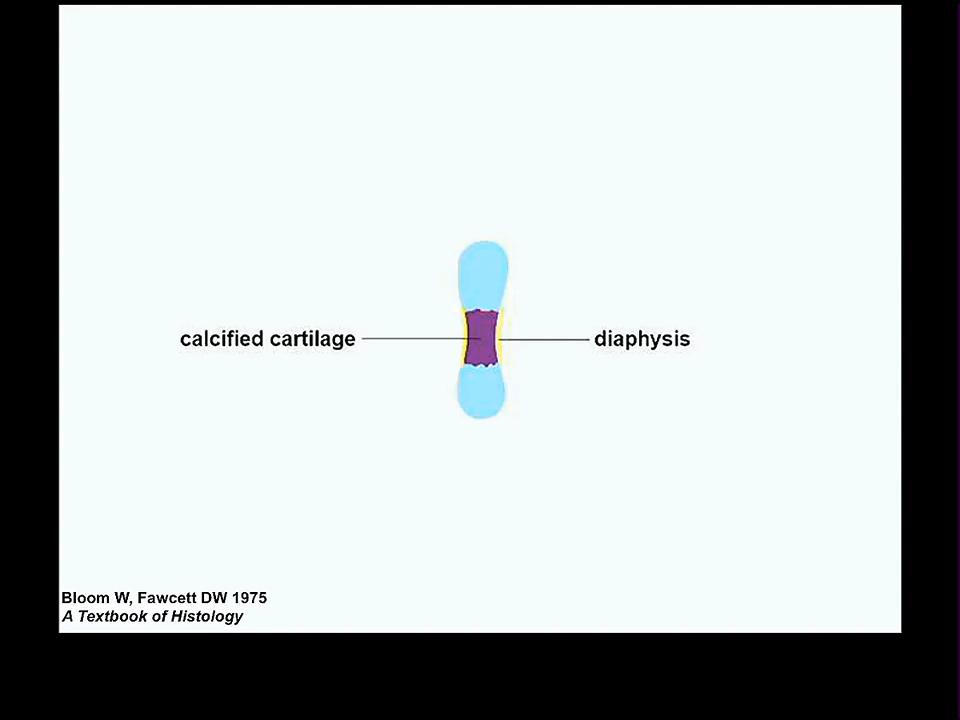 calcified cartilage
diaphysis
Bloom W, Fawcett DW 1975
A Textbook of Histology